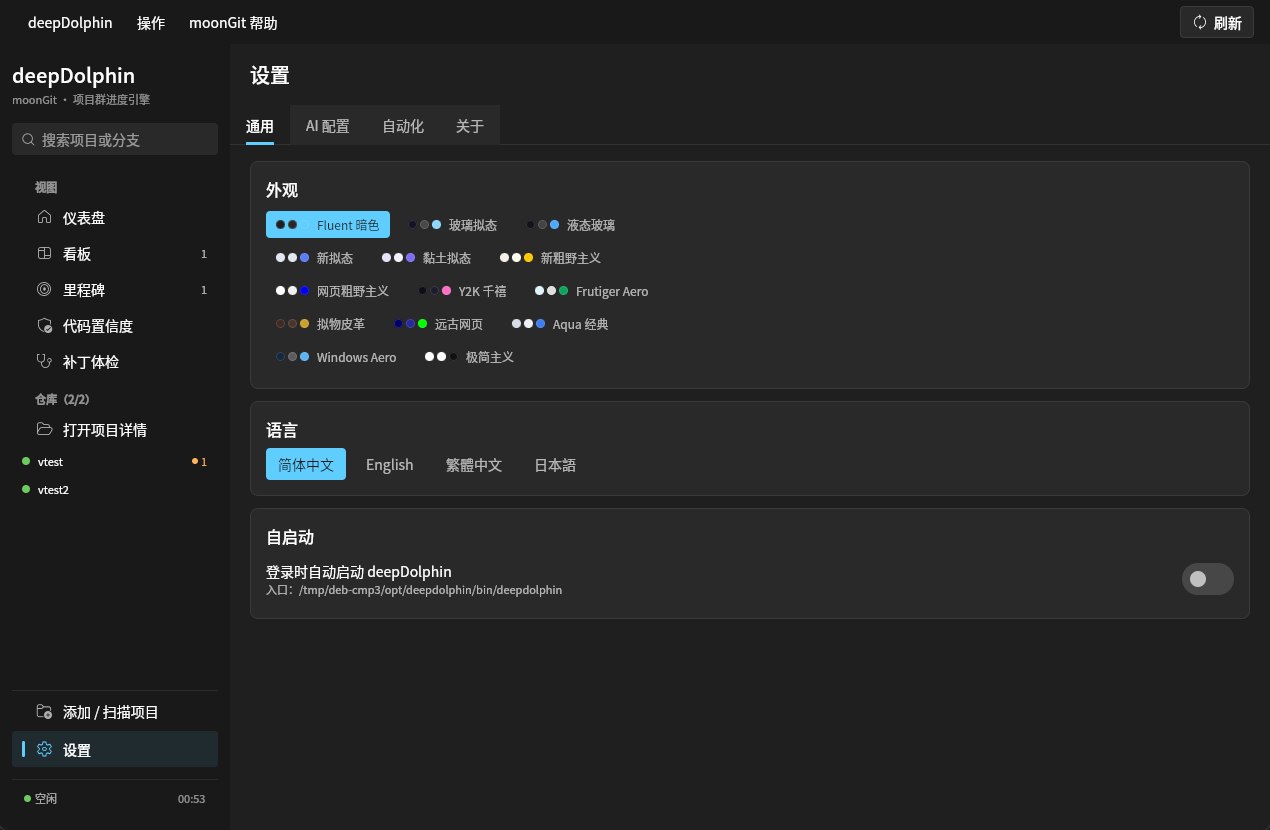 deepDolphin 操作 moonGit 帮助 刷新
deepDolphin
moonGit · 项目群进度引擎
搜索项目或分支
视图
仪表盘
看板 1
里程碑 1
代码置信度
补丁体检
仓库（2/2）
打开项目详情
vtest 1
vtest2
添加 / 扫描项目
设置
空闲 00:53
设置
通用 AI 配置 自动化 关于
外观
Fluent 暗色 玻璃拟态 液态玻璃
新拟态 黏土拟态 新粗野主义
网页粗野主义 Y2K 千禧 Frutiger Aero
拟物皮革 远古网页 Aqua 经典
Windows Aero 极简主义
语言
简体中文 English 繁體中文 日本語
自启动
登录时自动启动 deepDolphin
入口：/tmp/deb-cmp3/opt/deepdolphin/bin/deepdolphin